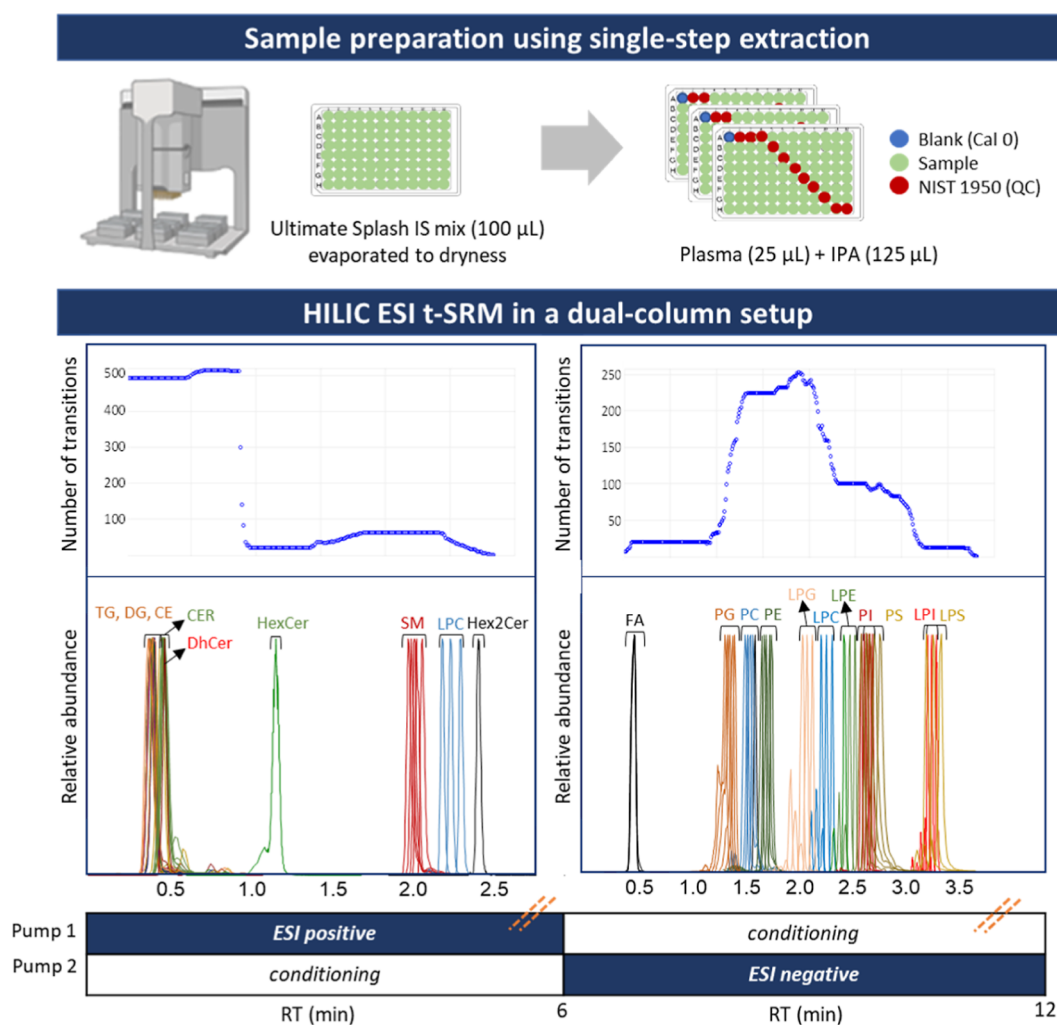 Sample preparation using single-step extraction
A
B
C
D
E
F
G
H
A
B
C
D
E
F
G
H
A
B
C
D
E
F
G
H
A
B
C
D
E
F
G
H
Blank (Cal 0)
Sample
NIST 1950 (QC)
Ultimate Splash IS mix (100 µL)
evaporated to dryness
Plasma (25 µL) + IPA (125 µL)
HILIC ESI t-SRM in a dual-column setup
Number of transitions
500
400
300
200
100
Number of transitions
250
200
150
100
50
Relative abundance
TG, DG, CE
CER
DhCer
HexCer
SM
LPC
Hex2Cer
0.5
1.0
1.5
2.0
2.5
Relative abundance
FA
PG
PC
PE
LPG
LPC
LPE
PI
PS
LPI
LPS
0.5
1.0
1.5
2.0
2.5
3.0
3.5
Pump 1
ESI positive
conditioning
Pump 2
conditioning
ESI negative
RT (min)
6
RT (min)
12